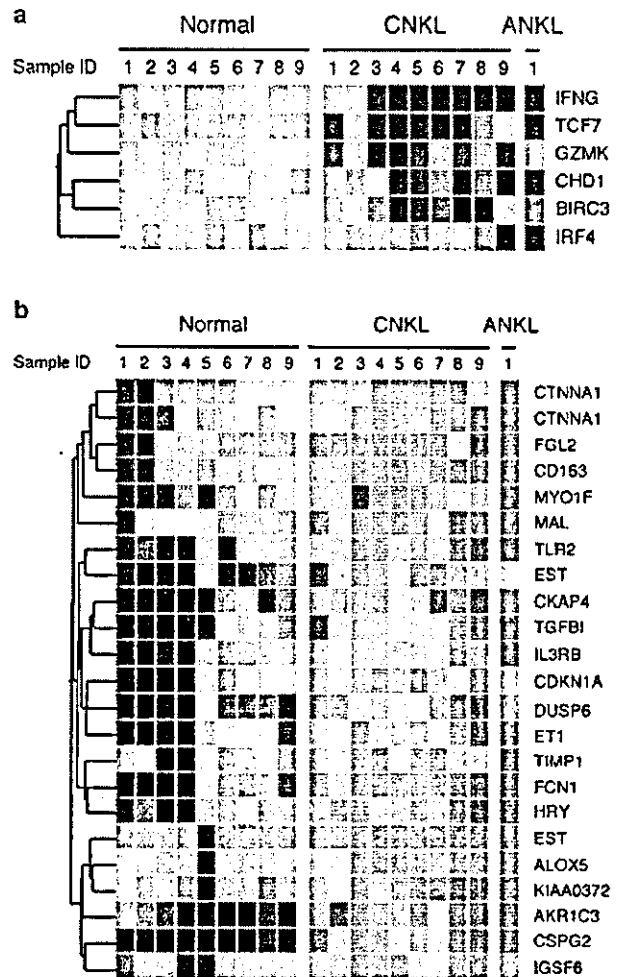 a
Normal CNKL ANKL
Sample ID 1 2 3 4 5 6 7 8 9 1 2 3 4 5 6 7 8 9 1
IFNG
TCF7
GZMK
CHD1
BIRC3
IRF4
b
Normal CNKL ANKL
Sample ID 1 2 3 4 5 6 7 8 9 1 2 3 4 5 6 7 8 9 1
CTNNA1
CTNNA1
FGL2
CD163
MYO1F
MAL
TLR2
EST
CKAP4
TGFBI
IL3RB
CDKN1A
DUSP6
ET1
TIMP1
FCN1
HRY
EST
ALOX5
KIAA0372
AKR1C3
CSPG2
IGSF6